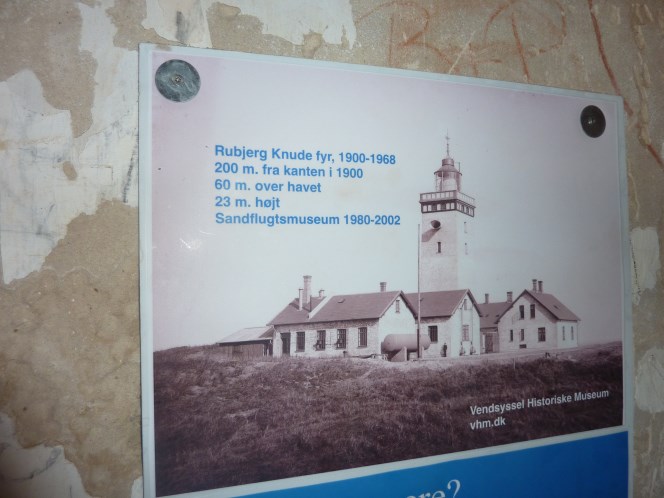 Rubjerg Knude fyr, 1900-1968
200 m. fra kanten i 1900
60 m. over havet
23 m. højt
Sandflugtsmuseum 1980-2002
Vendsyssel Historiske Museum
vhm.dk